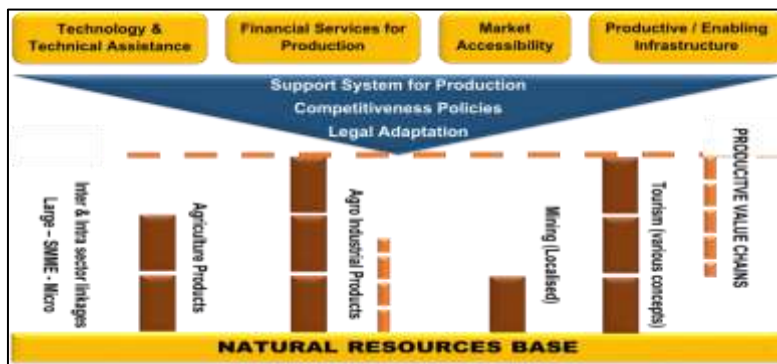 Technology &
Technical Assistance
Financial Services for
Production
Market
Accessibility
Productive / Enabling
Infrastructure
Support System for Production
Competitiveness Policies
Legal Adaptation
Inter & Intra sector linkages
Large – SMME - Micro
Agriculture Products
Agro Industrial Products
Mining (Localised)
Tourism (various concepts)
PRODUCITVE VALUE CHAINS
NATURAL RESOURCES BASE